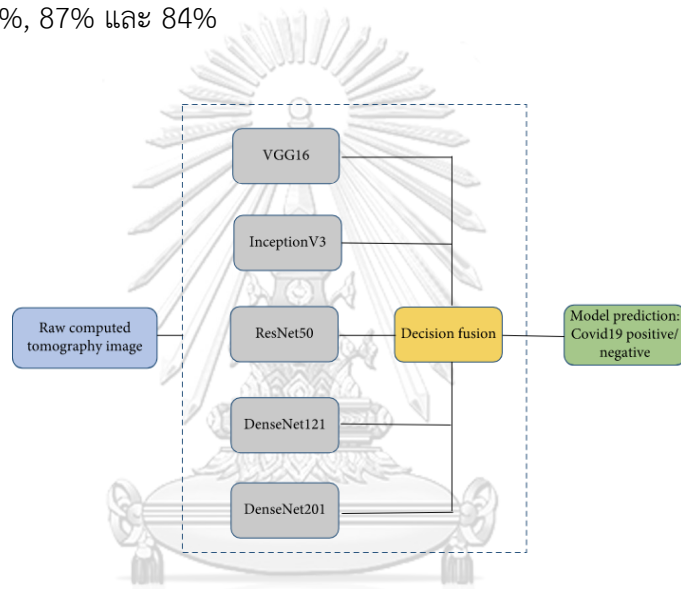 %, 87% และ 84%
VGG16
InceptionV3
Raw computed
tomography image
ResNet50
Decision fusion
Model prediction:
Covid19 positive/
negative
DenseNet121
DenseNet201